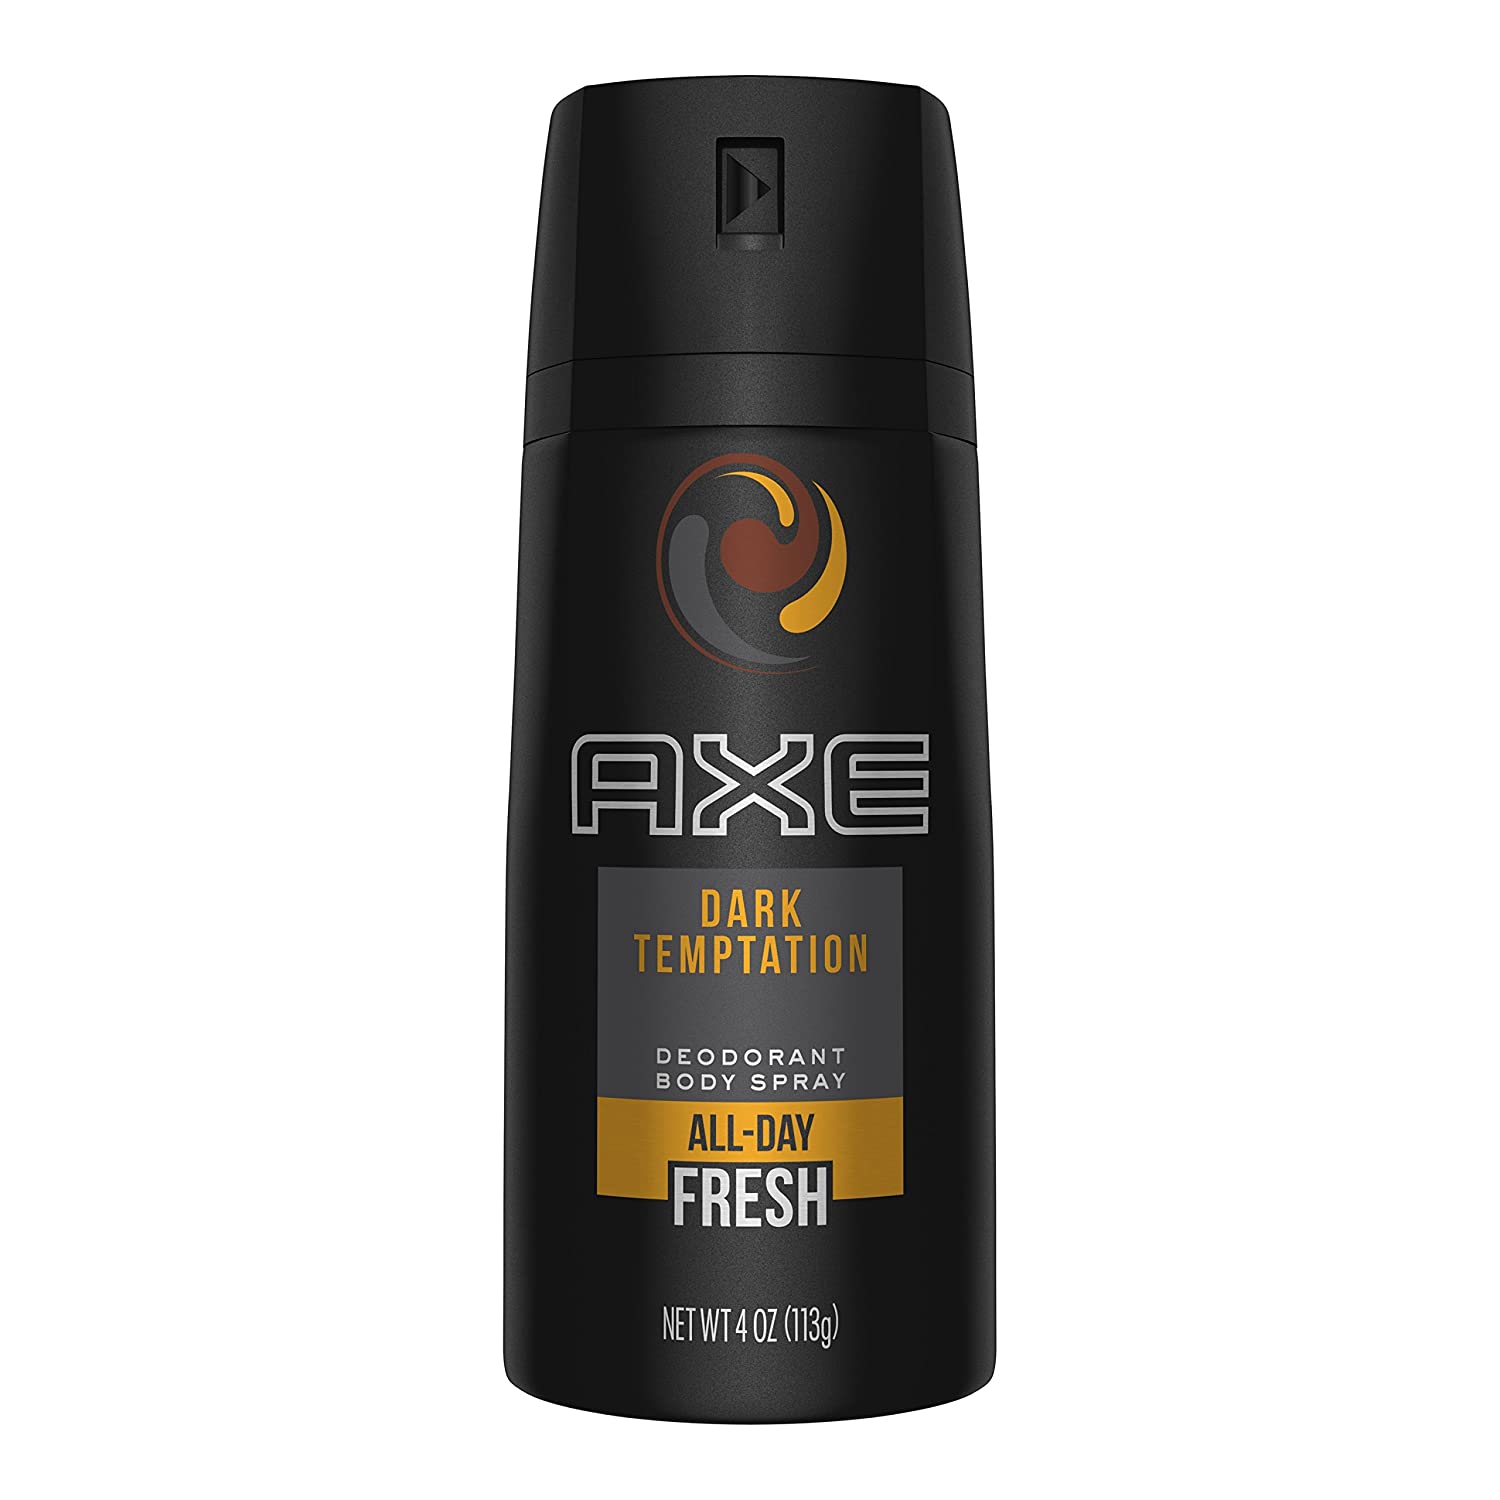 AXE
DARK
TEMPTATION
DEODORANT
BODY SPRAY
ALL-DAY
FRESH
NET WT 4 OZ (113g)